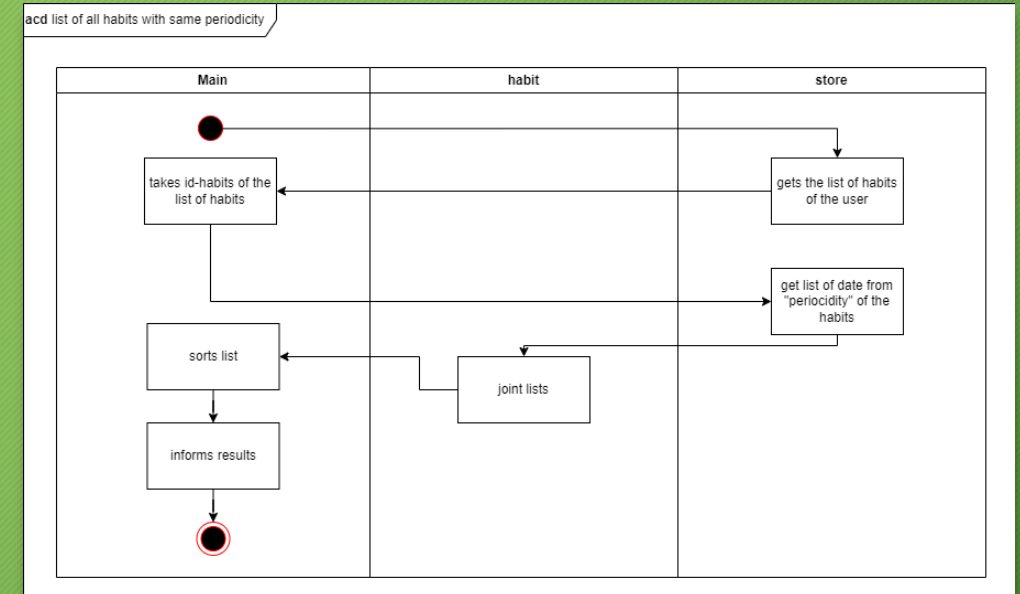 acd list of all habits with same periodicity
Main
habit
store
takes id-habits of the
list of habits
gets the list of habits
of the user
get list of date from
"periocidity" of the
habits
sorts list
joint lists
informs results